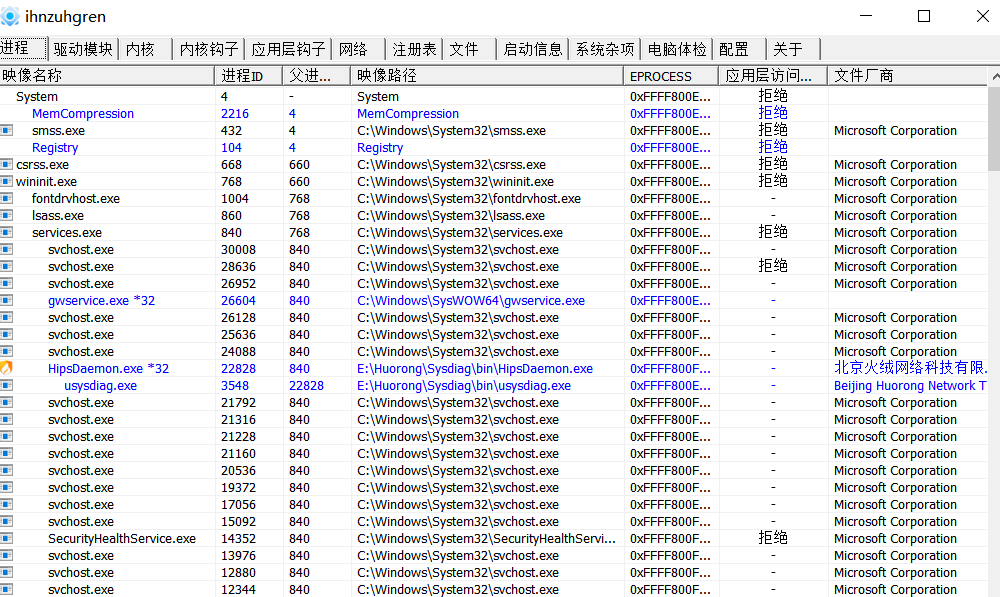 ihnzuhgren
进程 驱动模块 内核 内核钩子 应用层钩子 网络 注册表 文件 启动信息 系统杂项 电脑体检 配置 关于
映像名称 进程ID 父进... 映像路径 EPROCESS 应用层访问... 文件厂商
System 4 - System 0xFFFF800E... 拒绝
MemCompression 2216 4 MemCompression 0xFFFF800E... 拒绝
smss.exe 432 4 C:\Windows\System32\smss.exe 0xFFFF800E... 拒绝 Microsoft Corporation
Registry 104 4 Registry 0xFFFF800E... 拒绝
csrss.exe 668 660 C:\Windows\System32\csrss.exe 0xFFFF800E... 拒绝 Microsoft Corporation
wininit.exe 768 660 C:\Windows\System32\wininit.exe 0xFFFF800E... 拒绝 Microsoft Corporation
fontdrvhost.exe 1004 768 C:\Windows\System32\fontdrvhost.exe 0xFFFF800E... - Microsoft Corporation
lsass.exe 860 768 C:\Windows\System32\lsass.exe 0xFFFF800E... - Microsoft Corporation
services.exe 840 768 C:\Windows\System32\services.exe 0xFFFF800E... 拒绝 Microsoft Corporation
svchost.exe 30008 840 C:\Windows\System32\svchost.exe 0xFFFF800F... - Microsoft Corporation
svchost.exe 28636 840 C:\Windows\System32\svchost.exe 0xFFFF800E... 拒绝 Microsoft Corporation
svchost.exe 26952 840 C:\Windows\System32\svchost.exe 0xFFFF800F... - Microsoft Corporation
gwservice.exe *32 26604 840 C:\Windows\SysWOW64\gwservice.exe 0xFFFF800E... -
svchost.exe 26128 840 C:\Windows\System32\svchost.exe 0xFFFF800F... - Microsoft Corporation
svchost.exe 25636 840 C:\Windows\System32\svchost.exe 0xFFFF800F... - Microsoft Corporation
svchost.exe 24088 840 C:\Windows\System32\svchost.exe 0xFFFF800F... - Microsoft Corporation
HipsDaemon.exe *32 22828 840 E:\Huorong\Sysdiag\bin\HipsDaemon.exe 0xFFFF800F... - 北京火绒网络科技有限.
usysdiag.exe 3548 22828 E:\Huorong\Sysdiag\bin\usysdiag.exe 0xFFFF800E... - Beijing Huorong Network T
svchost.exe 21792 840 C:\Windows\System32\svchost.exe 0xFFFF800F... - Microsoft Corporation
svchost.exe 21316 840 C:\Windows\System32\svchost.exe 0xFFFF800F... - Microsoft Corporation
svchost.exe 21228 840 C:\Windows\System32\svchost.exe 0xFFFF800E... - Microsoft Corporation
svchost.exe 21160 840 C:\Windows\System32\svchost.exe 0xFFFF800F... - Microsoft Corporation
svchost.exe 20536 840 C:\Windows\System32\svchost.exe 0xFFFF800F... - Microsoft Corporation
svchost.exe 19372 840 C:\Windows\System32\svchost.exe 0xFFFF800F... - Microsoft Corporation
svchost.exe 17056 840 C:\Windows\System32\svchost.exe 0xFFFF800E... - Microsoft Corporation
svchost.exe 15092 840 C:\Windows\System32\svchost.exe 0xFFFF800F... - Microsoft Corporation
SecurityHealthService.exe 14352 840 C:\Windows\System32\SecurityHealthServi... 0xFFFF800F... 拒绝 Microsoft Corporation
svchost.exe 13976 840 C:\Windows\System32\svchost.exe 0xFFFF800F... - Microsoft Corporation
svchost.exe 12880 840 C:\Windows\System32\svchost.exe 0xFFFF800F... - Microsoft Corporation
svchost.exe 12344 840 C:\Windows\System32\svchost.exe 0xFFFF800F... - Microsoft Corporation